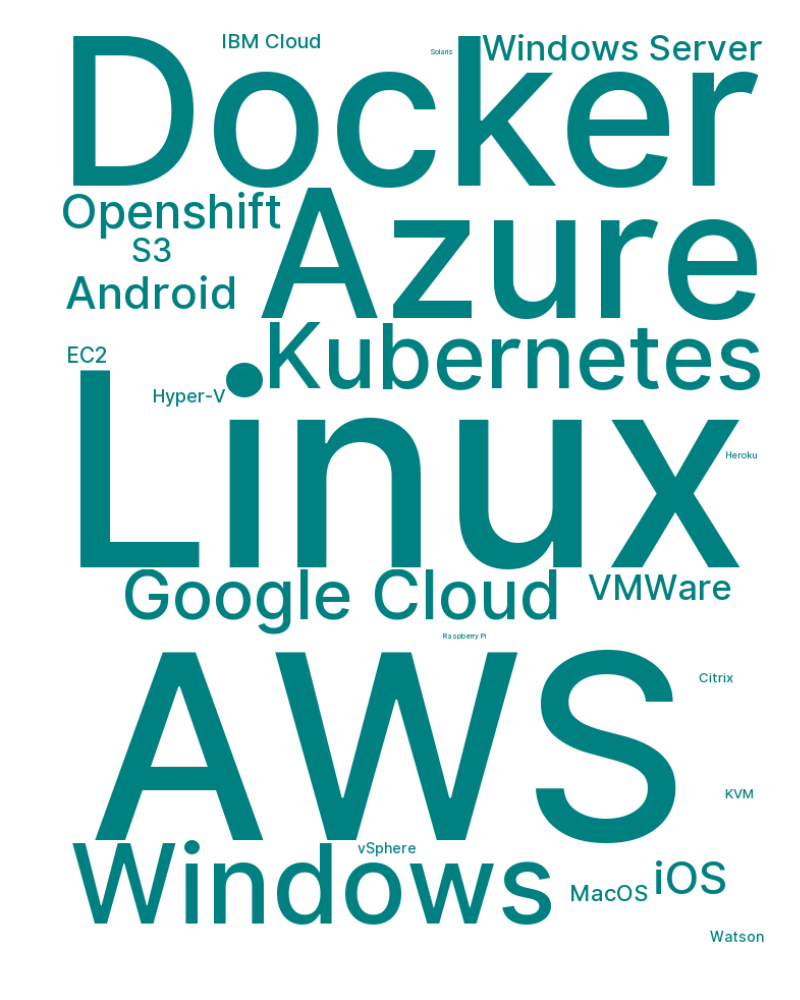 IBM Cloud
Solaris
Windows Server
Docker
Openshift
Azure
S3
Android
Kubernetes
EC2
Hyper-V
Linux
Heroku
Google Cloud
VMWare
Raspberry Pi
AWS
Citrix
KVM
Windows
vSphere
MacOS
iOS
Watson